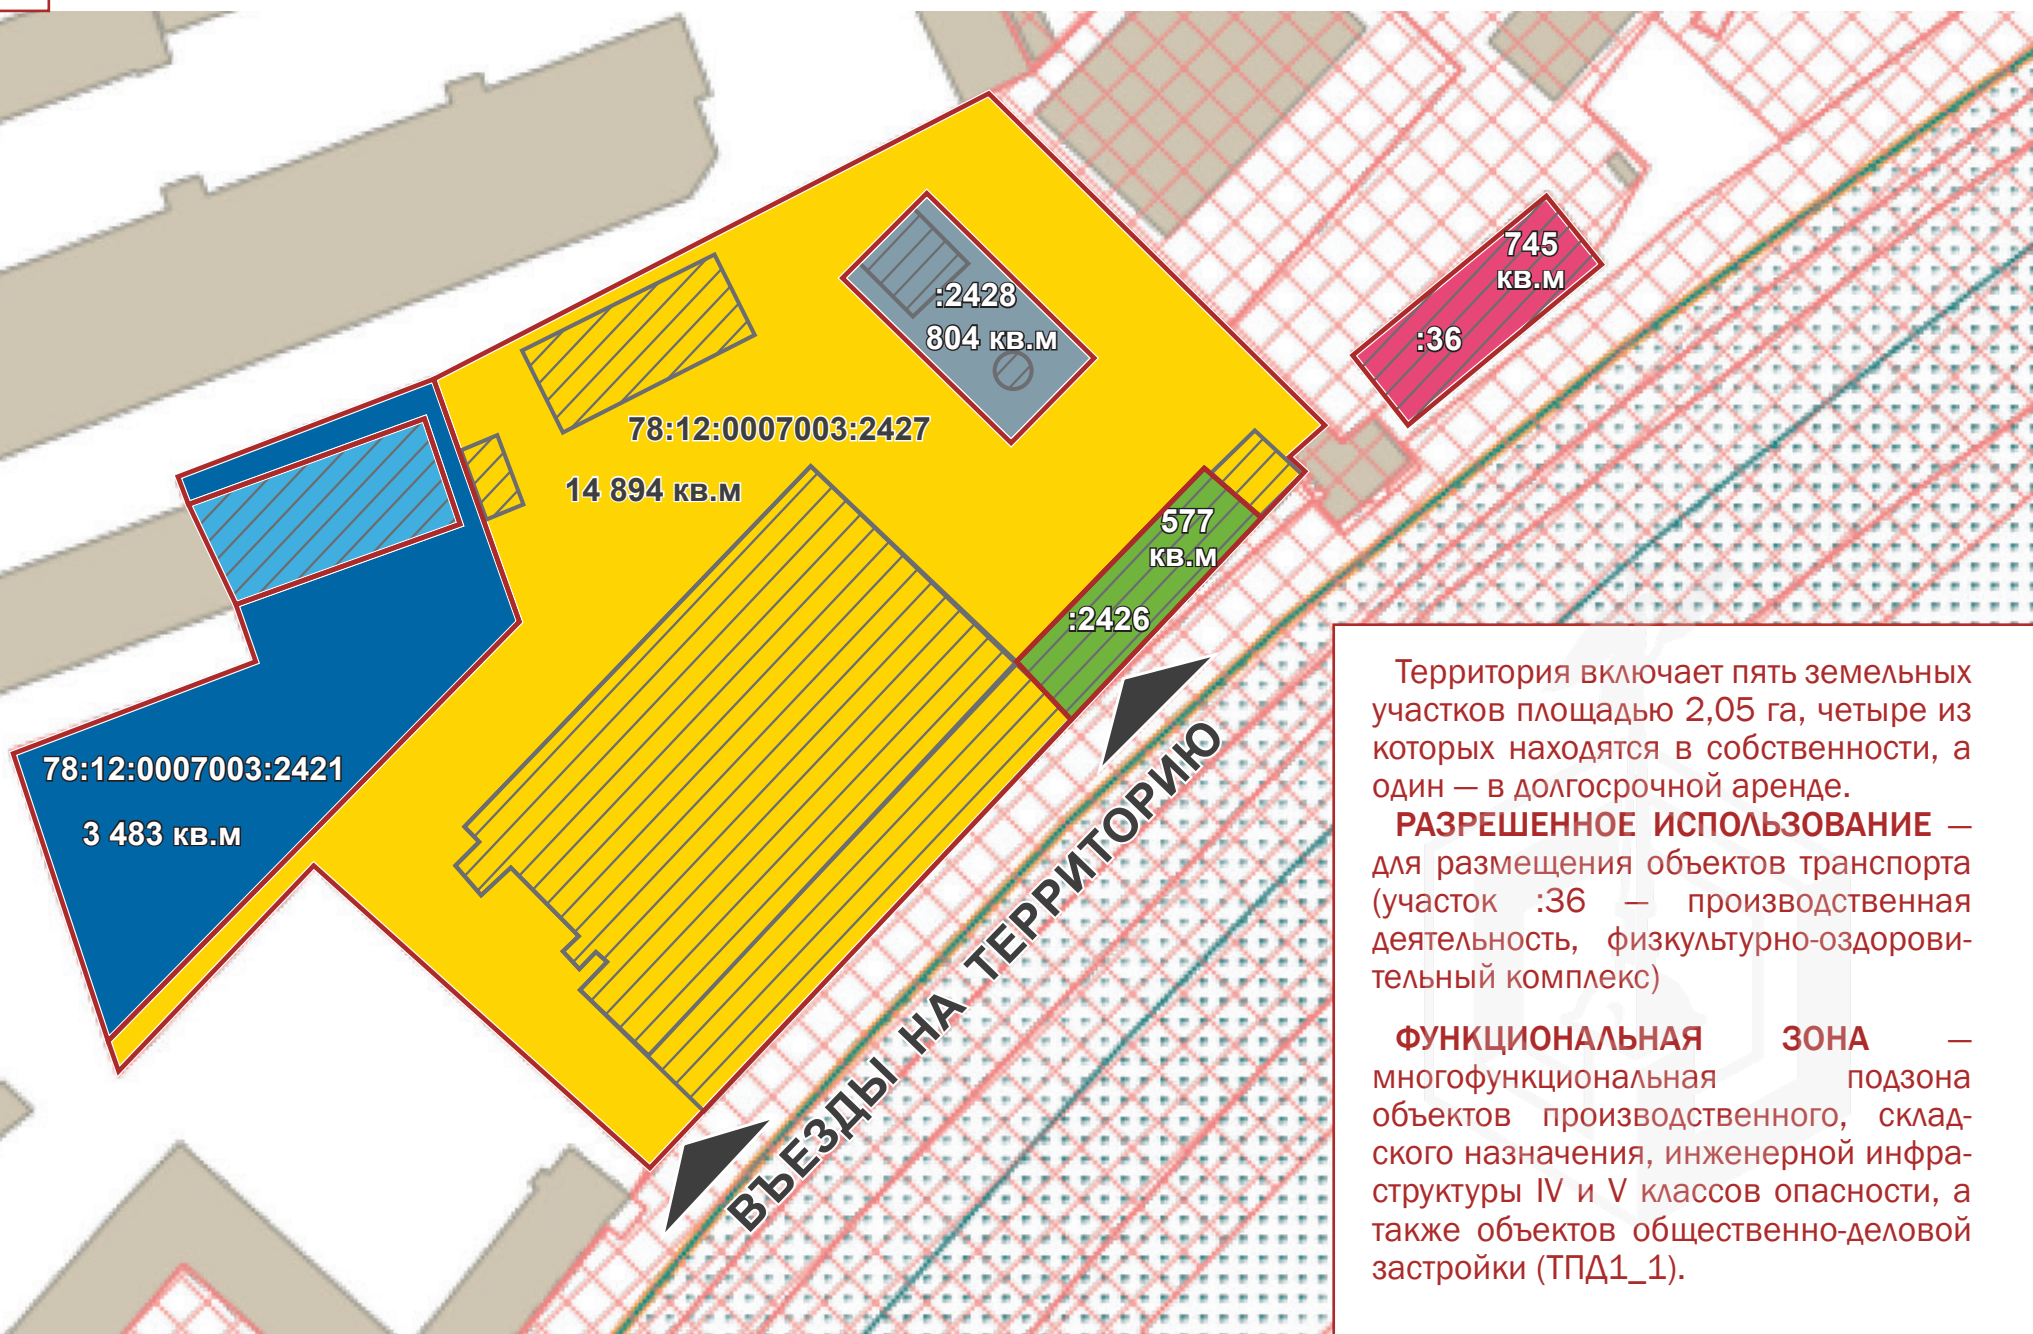 745
кв.м
:36
:2428
804 кв.м
78:12:0007003:2427
14 894 кв.м
577
кв.м
:2426
78:12:0007003:2421
3 483 кв.м
ВЪЕЗДЫ НА ТЕРРИТОРИЮ
Территория включает пять земельных
участков площадью 2,05 га, четыре из
которых находятся в собственности, а
один — в долгосрочной аренде.
РАЗРЕШЕННОЕ ИСПОЛЬЗОВАНИЕ —
для размещения объектов транспорта
(участок :36 — производственная
деятельность, физкультурно-оздорови-
тельный комплекс)
ФУНКЦИОНАЛЬНАЯ ЗОНА —
многофункциональная подзона
объектов производственного, склад-
ского назначения, инженерной инфра-
структуры IV и V классов опасности, а
также объектов общественно-деловой
застройки (ТПД1_1).